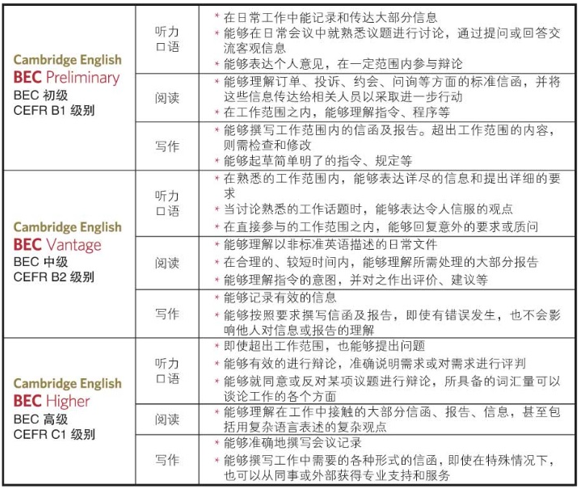 Cambridge English
BEC Preliminary
BEC 初级
CEFR B1 级别
听力
口语
* 在日常工作中能记录和传达大部分信息
* 能够在日常会议中就熟悉议题进行讨论，通过提问或回答交
流客观信息
* 能够表达个人意见，在一定范围内参与辩论
阅读
* 能够理解订单、投诉、约会、问询等方面的标准信函，并将
这些信息传达给相关人员以采取进一步行动
* 在工作范围之内，能够理解指令、程序等
写作
* 能够撰写工作范围内的信函及报告。超出工作范围的内容，
则需检查和修改
* 能够起草简单明了的指令、规定等
Cambridge English
BEC Vantage
BEC 中级
CEFR B2 级别
听力
口语
* 在熟悉的工作范围内，能够表达详尽的信息和提出详细的要
求
* 当讨论熟悉的工作话题时，能够表达令人信服的观点
* 在直接参与的工作范围之内，能够回复意外的要求或质问
阅读
* 能够理解以非标准英语描述的日常文件
* 在合理的、较短时间内，能够理解所需处理的大部分报告
* 能够理解指令的意图，并对之作出评价、建议等
写作
* 能够记录有效的信息
* 能够按照要求撰写信函及报告，即使有错误发生，也不会影
响他人对信息或报告的理解
Cambridge English
BEC Higher
BEC 高级
CEFR C1 级别
听力
口语
* 即使超出工作范围，也能够提出问题
* 能够有效的进行辩论，准确说明需求或对需求进行评判
* 能够就同意或反对某项议题进行辩论，所具备的词汇量可以
谈论工作的各个方面
阅读
* 能够理解在工作中接触的大部分信函、报告、信息，甚至包
括用复杂语言表述的复杂观点
写作
* 能够准确地撰写会议记录
* 能够撰写工作中需要的各种形式的信函，即使在特殊情况下，
也可以从同事或外部获得专业支持和服务